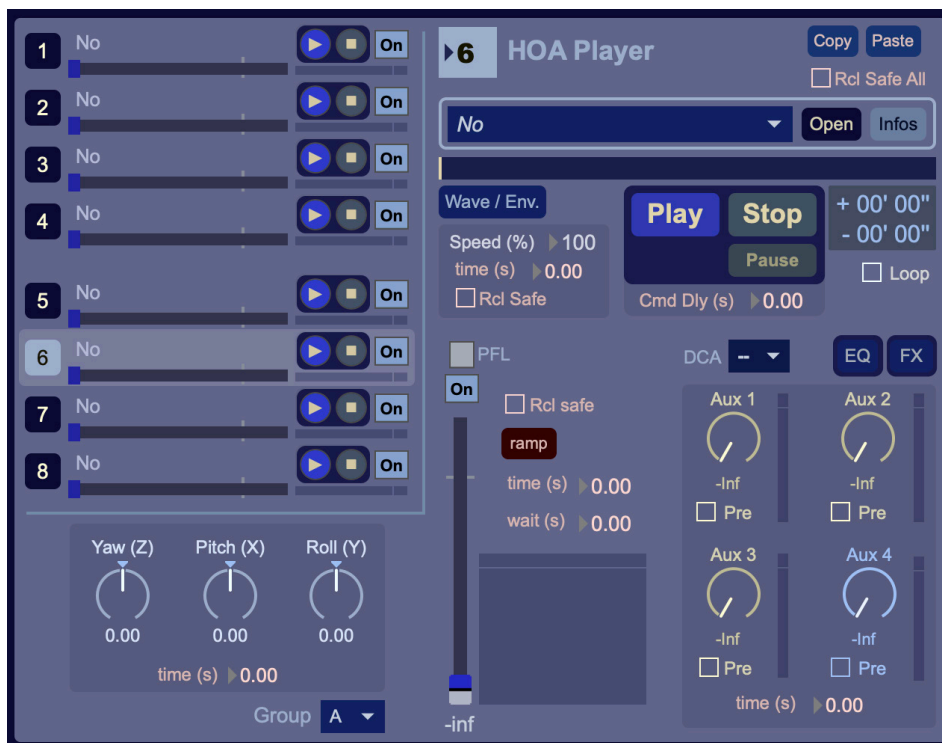 1 No On
2 No On
3 No On
4 No On
5 No On
6 No On
7 No On
8 No On
Yaw (Z) Pitch (X) Roll (Y)
0.00 0.00 0.00
time (s) 0.00
Group A
6 HOA Player
Copy Paste
Rcl Safe All
No Open Infos
Wave / Env.
Speed (%) 100
time (s) 0.00
Rcl Safe
Play Stop
Pause
Cmd Dly (s) 0.00
+ 00' 00"
- 00' 00"
Loop
PFL
On
Rcl safe
ramp
time (s) 0.00
wait (s) 0.00
-inf
DCA -- EQ FX
Aux 1 Aux 2
-Inf -Inf
Pre Pre
Aux 3 Aux 4
-Inf -Inf
Pre Pre
time (s) 0.00